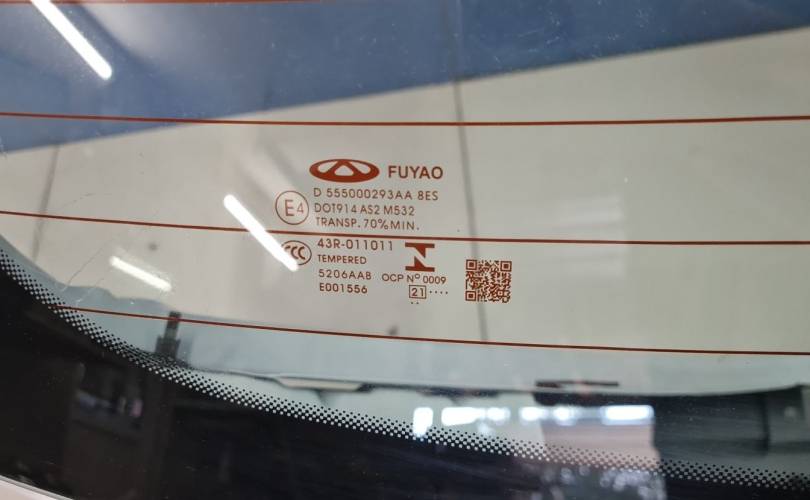 FUYAO
D 555000293AA 8ES
E4
DOT914 AS2 M532
TRANSP. 70%MIN.
43R-011011
CCC
TEMPERED
5206AAB
OCP Nº 0009
E001556
21 ....
..